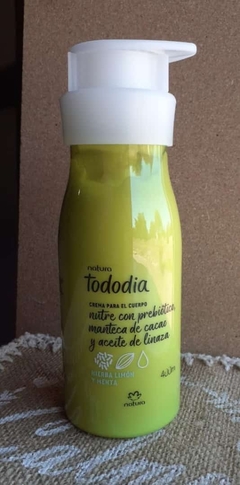 natura
Tododia
CREMA PARA EL CUERPO
nutre con prebiótico,
manteca de cacao
y aceite de linaza
HIERBA LIMÓN
Y MENTA
400ml
natura